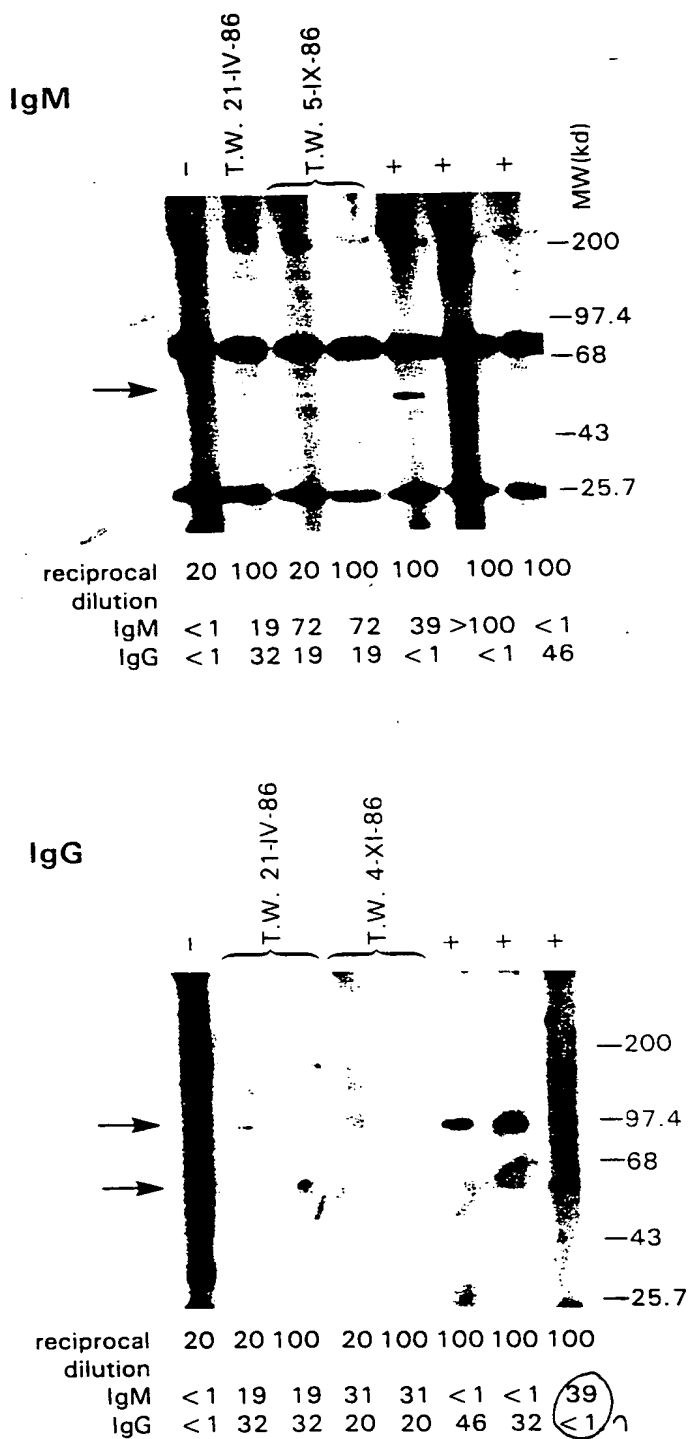 IgM
T.W. 21-IV-86
T.W. 5-IX-86
– + + + MW(kd)
–200
–97.4
–68
–43
–25.7
reciprocal 20 100 20 100 100 100 100
dilution
IgM <1 19 72 72 39 >100 <1
IgG <1 32 19 19 <1 <1 46
IgG
T.W. 21-IV-86
T.W. 4-XI-86
– + + +
–200
–97.4
–68
–43
–25.7
reciprocal 20 20 100 20 100 100 100 100
dilution
IgM <1 19 19 31 31 <1 <1 39
IgG <1 32 32 20 20 46 32 <1